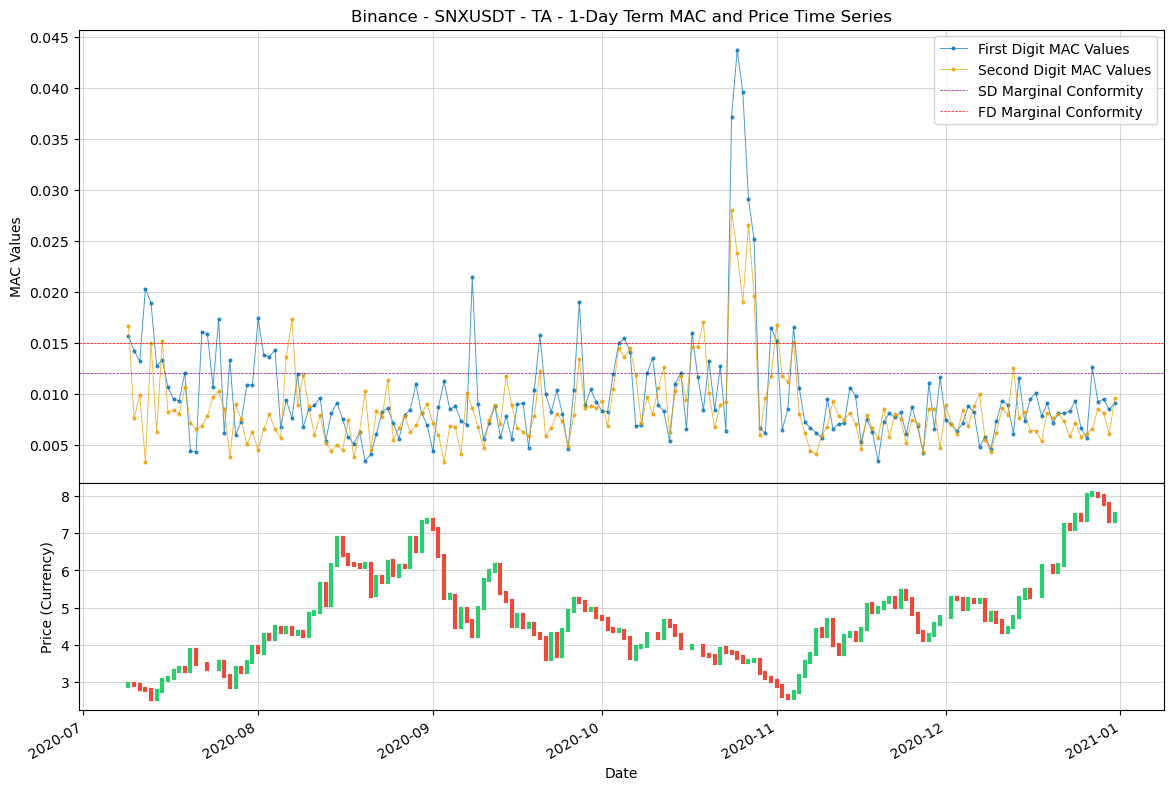 Binance - SNXUSDT - TA - 1-Day Term MAC and Price Time Series
0.045
0.040
0.035
0.030
0.025
0.020
0.015
0.010
0.005
MAC Values
First Digit MAC Values
Second Digit MAC Values
SD Marginal Conformity
FD Marginal Conformity
8
7
6
5
4
3
Price (Currency)
2020-07
2020-08
2020-09
2020-10
2020-11
2020-12
2021-01
Date